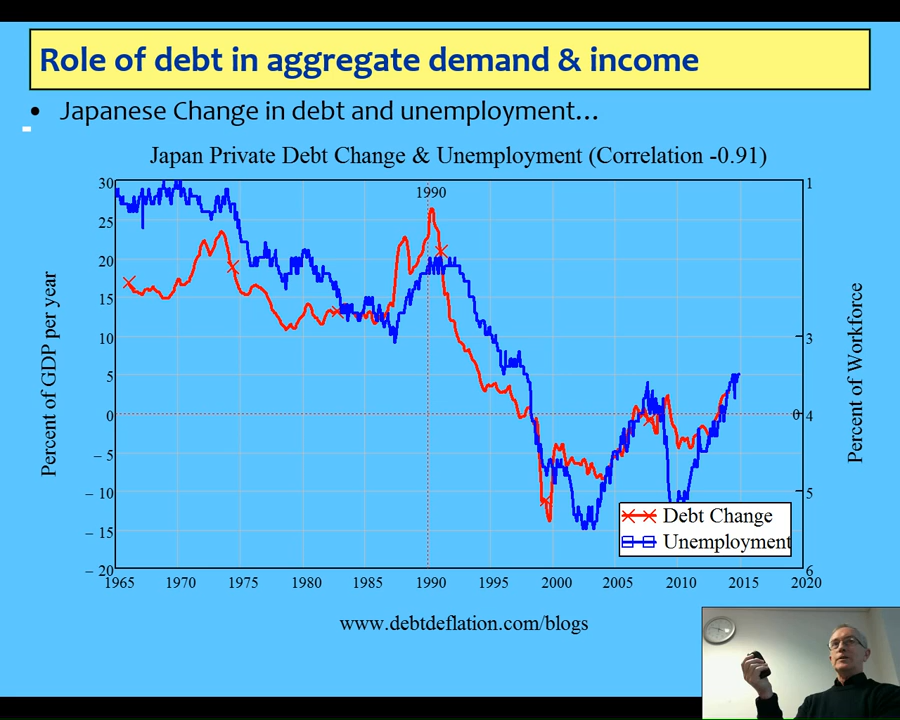 Role of debt in aggregate demand & income
• Japanese Change in debt and unemployment…
Japan Private Debt Change & Unemployment (Correlation -0.91)
1990
30
25
20
15
10
5
0
– 5
– 10
– 15
– 20
Percent of GDP per year
1
3
0 4
5
6
Percent of Workforce
Debt Change
Unemployment
1965 1970 1975 1980 1985 1990 1995 2000 2005 2010 2015 2020
www.debtdeflation.com/blogs